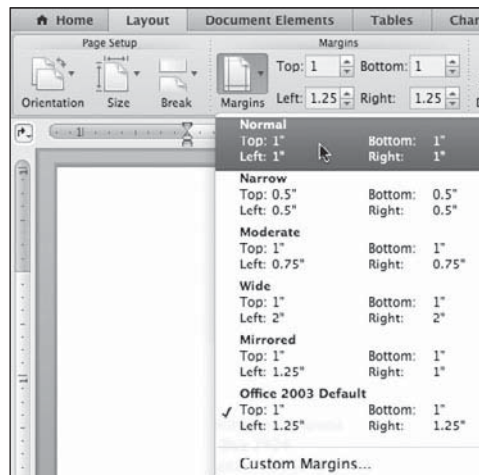 Home Layout Document Elements Tables Char
Page Setup Margins
Orientation Size Break Margins
Top: 1 Bottom: 1
Left: 1.25 Right: 1.25
Normal
Top: 1" Bottom: 1"
Left: 1" Right: 1"
Narrow
Top: 0.5" Bottom: 0.5"
Left: 0.5" Right: 0.5"
Moderate
Top: 1" Bottom: 1"
Left: 0.75" Right: 0.75"
Wide
Top: 1" Bottom: 1"
Left: 2" Right: 2"
Mirrored
Top: 1" Bottom: 1"
Left: 1.25" Right: 1"
Office 2003 Default
✓ Top: 1" Bottom: 1"
Left: 1.25" Right: 1.25"
Custom Margins...